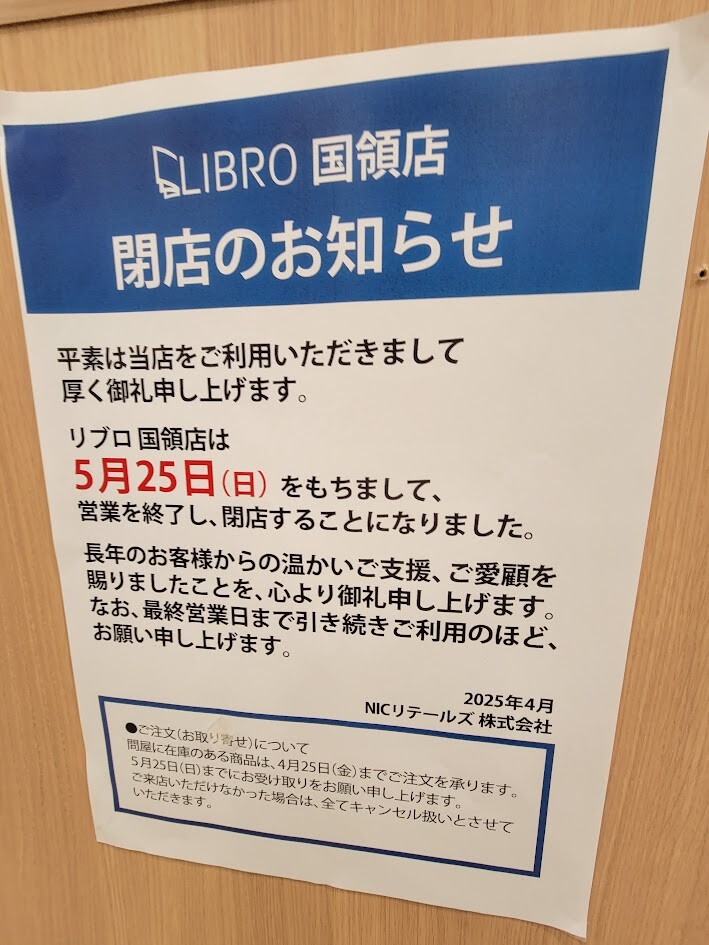 LIBRO 国領店
閉店のお知らせ
平素は当店をご利用いただきまして
厚く御礼申し上げます。
リブロ 国領店は
5月25日(日) をもちまして、
営業を終了し、閉店することになりました。
長年のお客様からの温かいご支援、ご愛顧を
賜りましたことを、心より御礼申し上げます。
なお、最終営業日まで引き続きご利用のほど、
お願い申し上げます。
2025年4月
NICリテールズ 株式会社
●ご注文(お取り寄せ)について
問屋に在庫のある商品は、4月25日(金)までご注文を承ります。
5月25日(日)までにお受け取りをお願い申し上げます。
ご来店いただけなかった場合は、全てキャンセル扱いとさせて
いただきます。